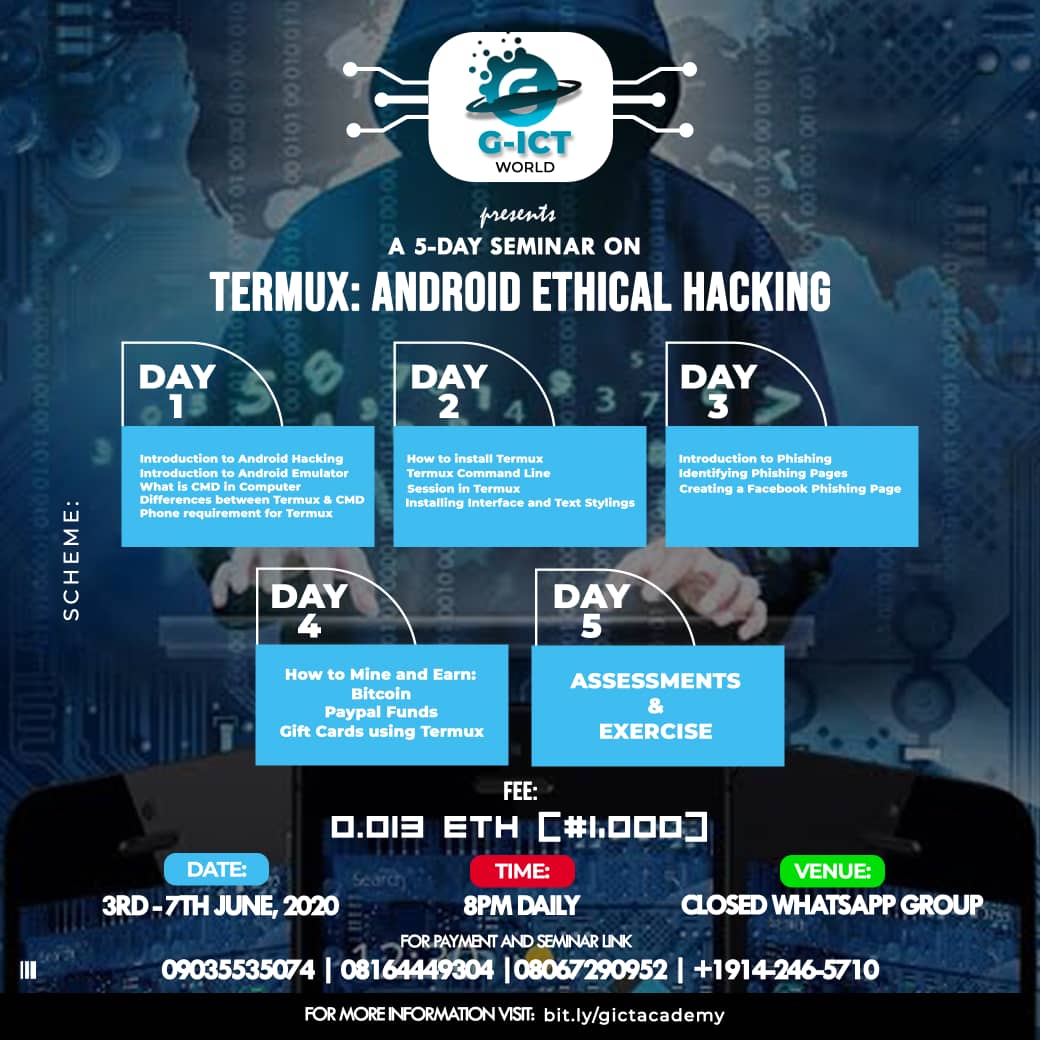 G-ICT
WORLD
presents
A 5-DAY SEMINAR ON
TERMUX: ANDROID ETHICAL HACKING
SCHEME:
DAY
1
Introduction to Android Hacking
Introduction to Android Emulator
What is CMD in Computer
Differences between Termux & CMD
Phone requirement for Termux
DAY
2
How to install Termux
Termux Command Line
Session in Termux
Installing Interface and Text Stylings
DAY
3
Introduction to Phishing
Identifying Phishing Pages
Creating a Facebook Phishing Page
DAY
4
How to Mine and Earn:
Bitcoin
Paypal Funds
Gift Cards using Termux
DAY
5
ASSESSMENTS
&
EXERCISE
FEE:
0.013 ETH [#1,000]
DATE:
3RD - 7TH JUNE, 2020
TIME:
8PM DAILY
VENUE:
CLOSED WHATSAPP GROUP
FOR PAYMENT AND SEMINAR LINK
09035535074 | 08164449304 |08067290952 | +1914-246-5710
FOR MORE INFORMATION VISIT: bit.ly/gictacademy